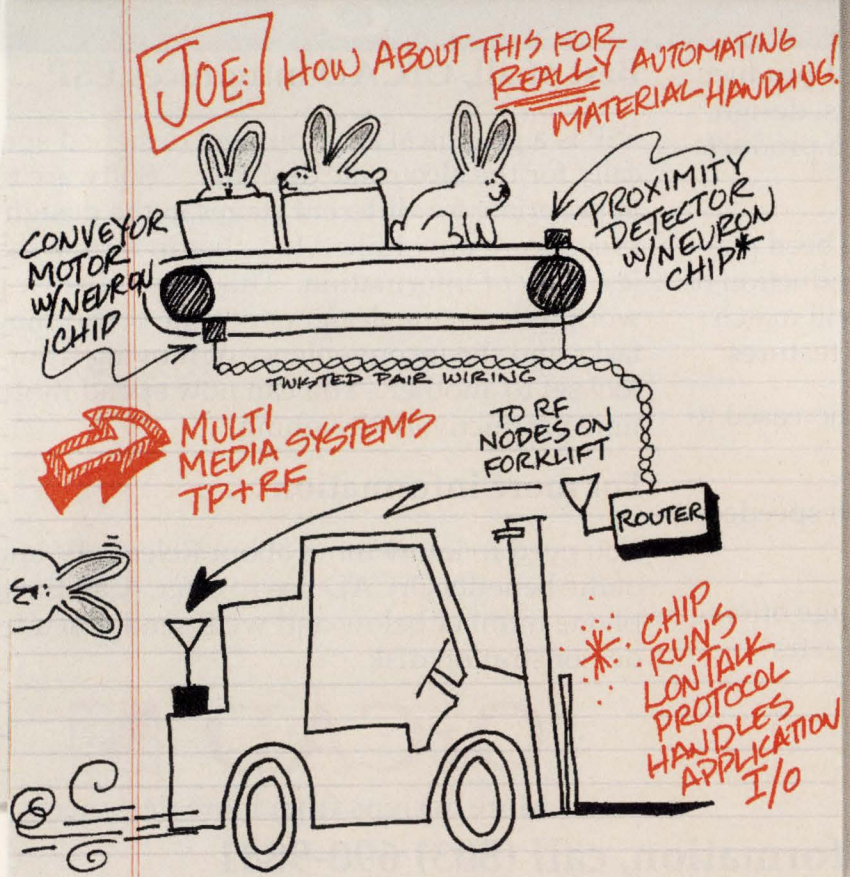 JOE: HOW ABOUT THIS FOR
REALLY AUTOMATING
MATERIAL HANDLING!
CONVEYOR
MOTOR
W/NEURON
CHIP
PROXIMITY
DETECTOR
W/NEURON
CHIP*
TWISTED PAIR WIRING
MULTI
MEDIA SYSTEMS
TP+RF
TO RF
NODES ON
FORKLIFT
ROUTER
* CHIP
RUNS
LONTALK
PROTOCOL
HANDLES
APPLICATION
I/O